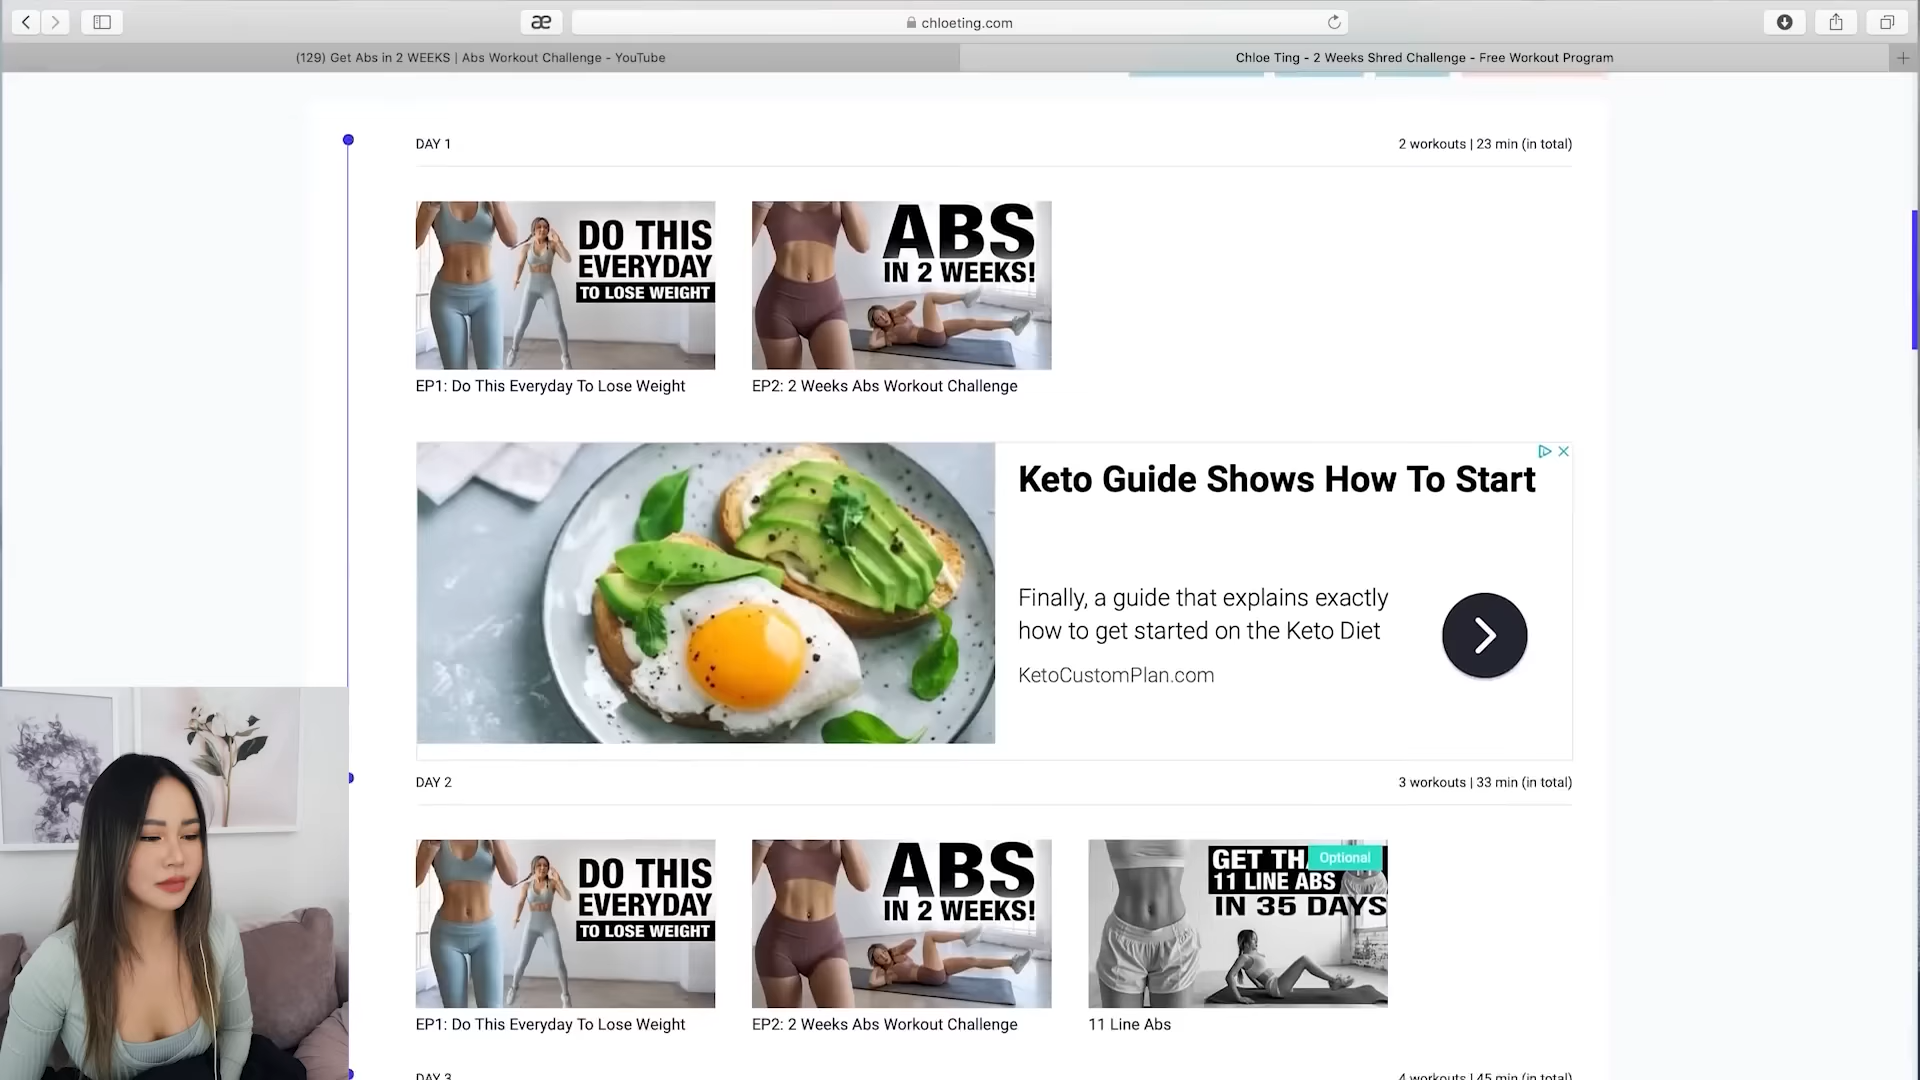 æ
chloeting.com
(129) Get Abs in 2 WEEKS | Abs Workout Challenge - YouTube
Chloe Ting - 2 Weeks Shred Challenge - Free Workout Program
DAY 1
2 workouts | 23 min (in total)
DO THIS
EVERYDAY
TO LOSE WEIGHT
ABS
IN 2 WEEKS!
EP1: Do This Everyday To Lose Weight
EP2: 2 Weeks Abs Workout Challenge
Keto Guide Shows How To Start
Finally, a guide that explains exactly
how to get started on the Keto Diet
KetoCustomPlan.com
DAY 2
3 workouts | 33 min (in total)
DO THIS
EVERYDAY
TO LOSE WEIGHT
ABS
IN 2 WEEKS!
GET
Optional
11 LINE ABS
IN 35 DAYS
EP1: Do This Everyday To Lose Weight
EP2: 2 Weeks Abs Workout Challenge
11 Line Abs
DAY 3
4 workouts | 45 min (in total)